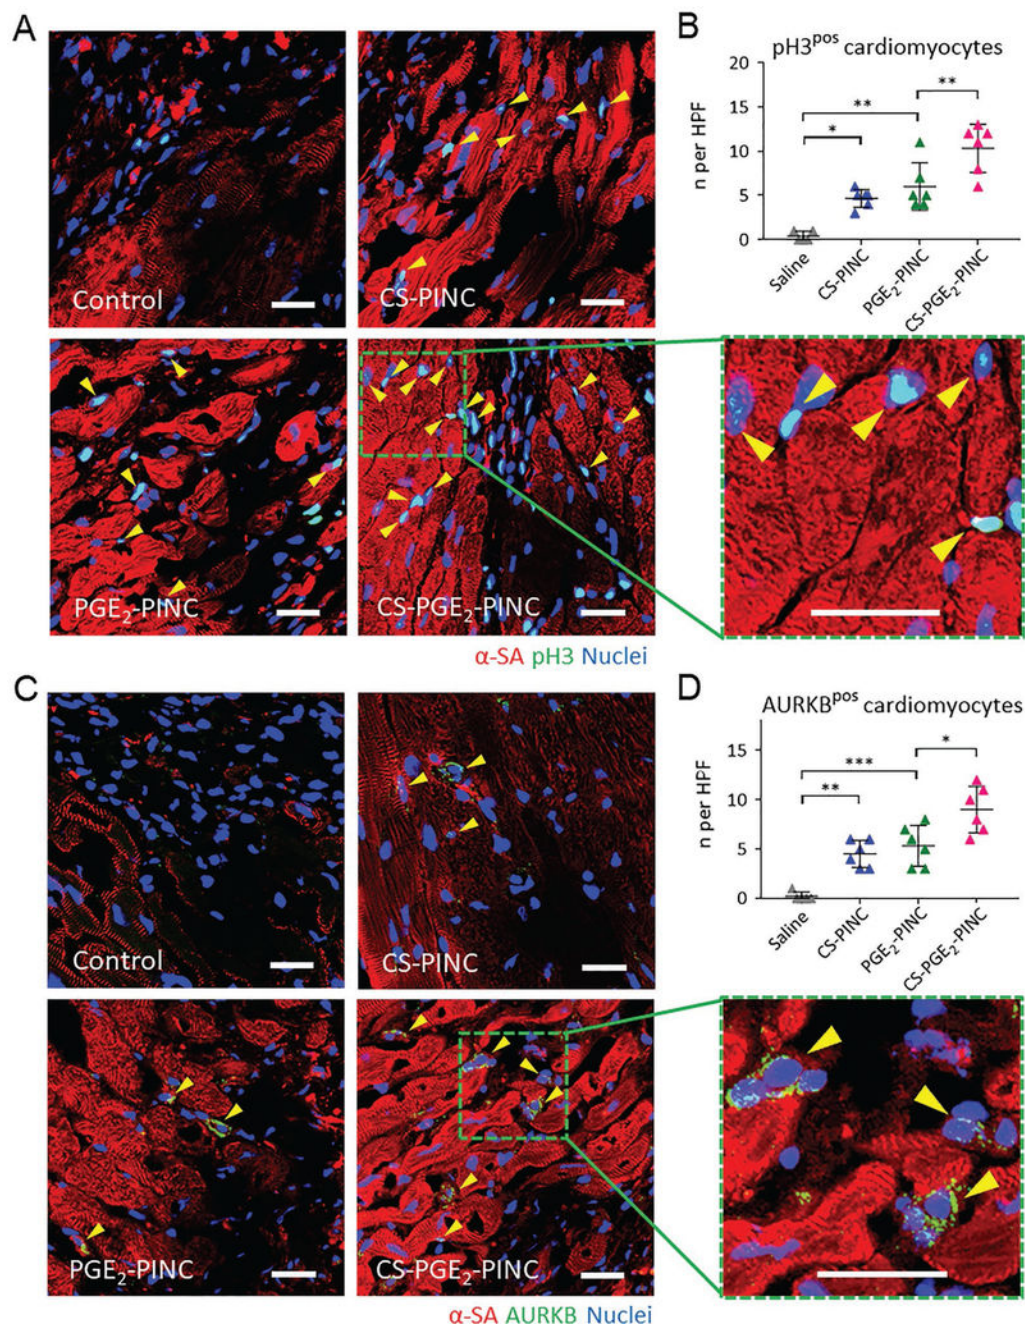 A
Control
CS-PINC
PGE₂-PINC
CS-PGE₂-PINC
α-SA pH3 Nuclei
B
pH3ᵖᵒˢ cardiomyocytes
n per HPF
20
15
10
5
0
**
**
*
Saline
CS-PINC
PGE₂-PINC
CS-PGE₂-PINC
C
Control
CS-PINC
PGE₂-PINC
CS-PGE₂-PINC
α-SA AURKB Nuclei
D
AURKBᵖᵒˢ cardiomyocytes
n per HPF
15
10
5
0
*
***
**
Saline
CS-PINC
PGE₂-PINC
CS-PGE₂-PINC